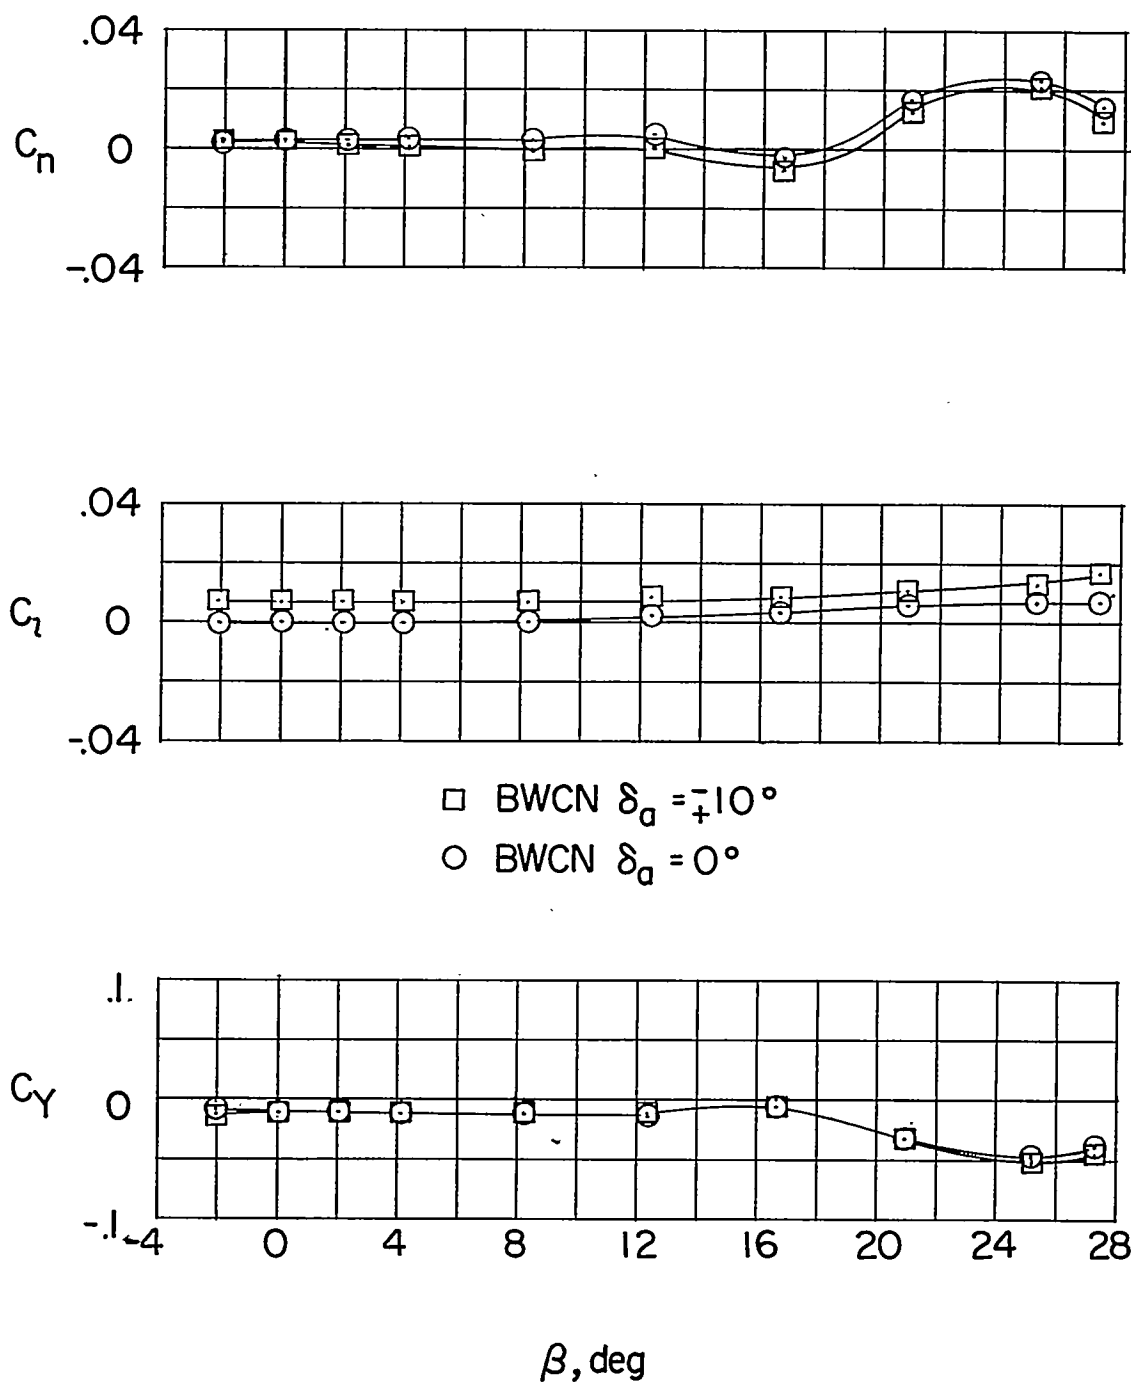 .04
Cn 0
-.04
.04
Cl 0
-.04
□ BWCN δa = ∓10°
○ BWCN δa = 0°
.1
CY 0
-.1
-4 0 4 8 12 16 20 24 28
β, deg